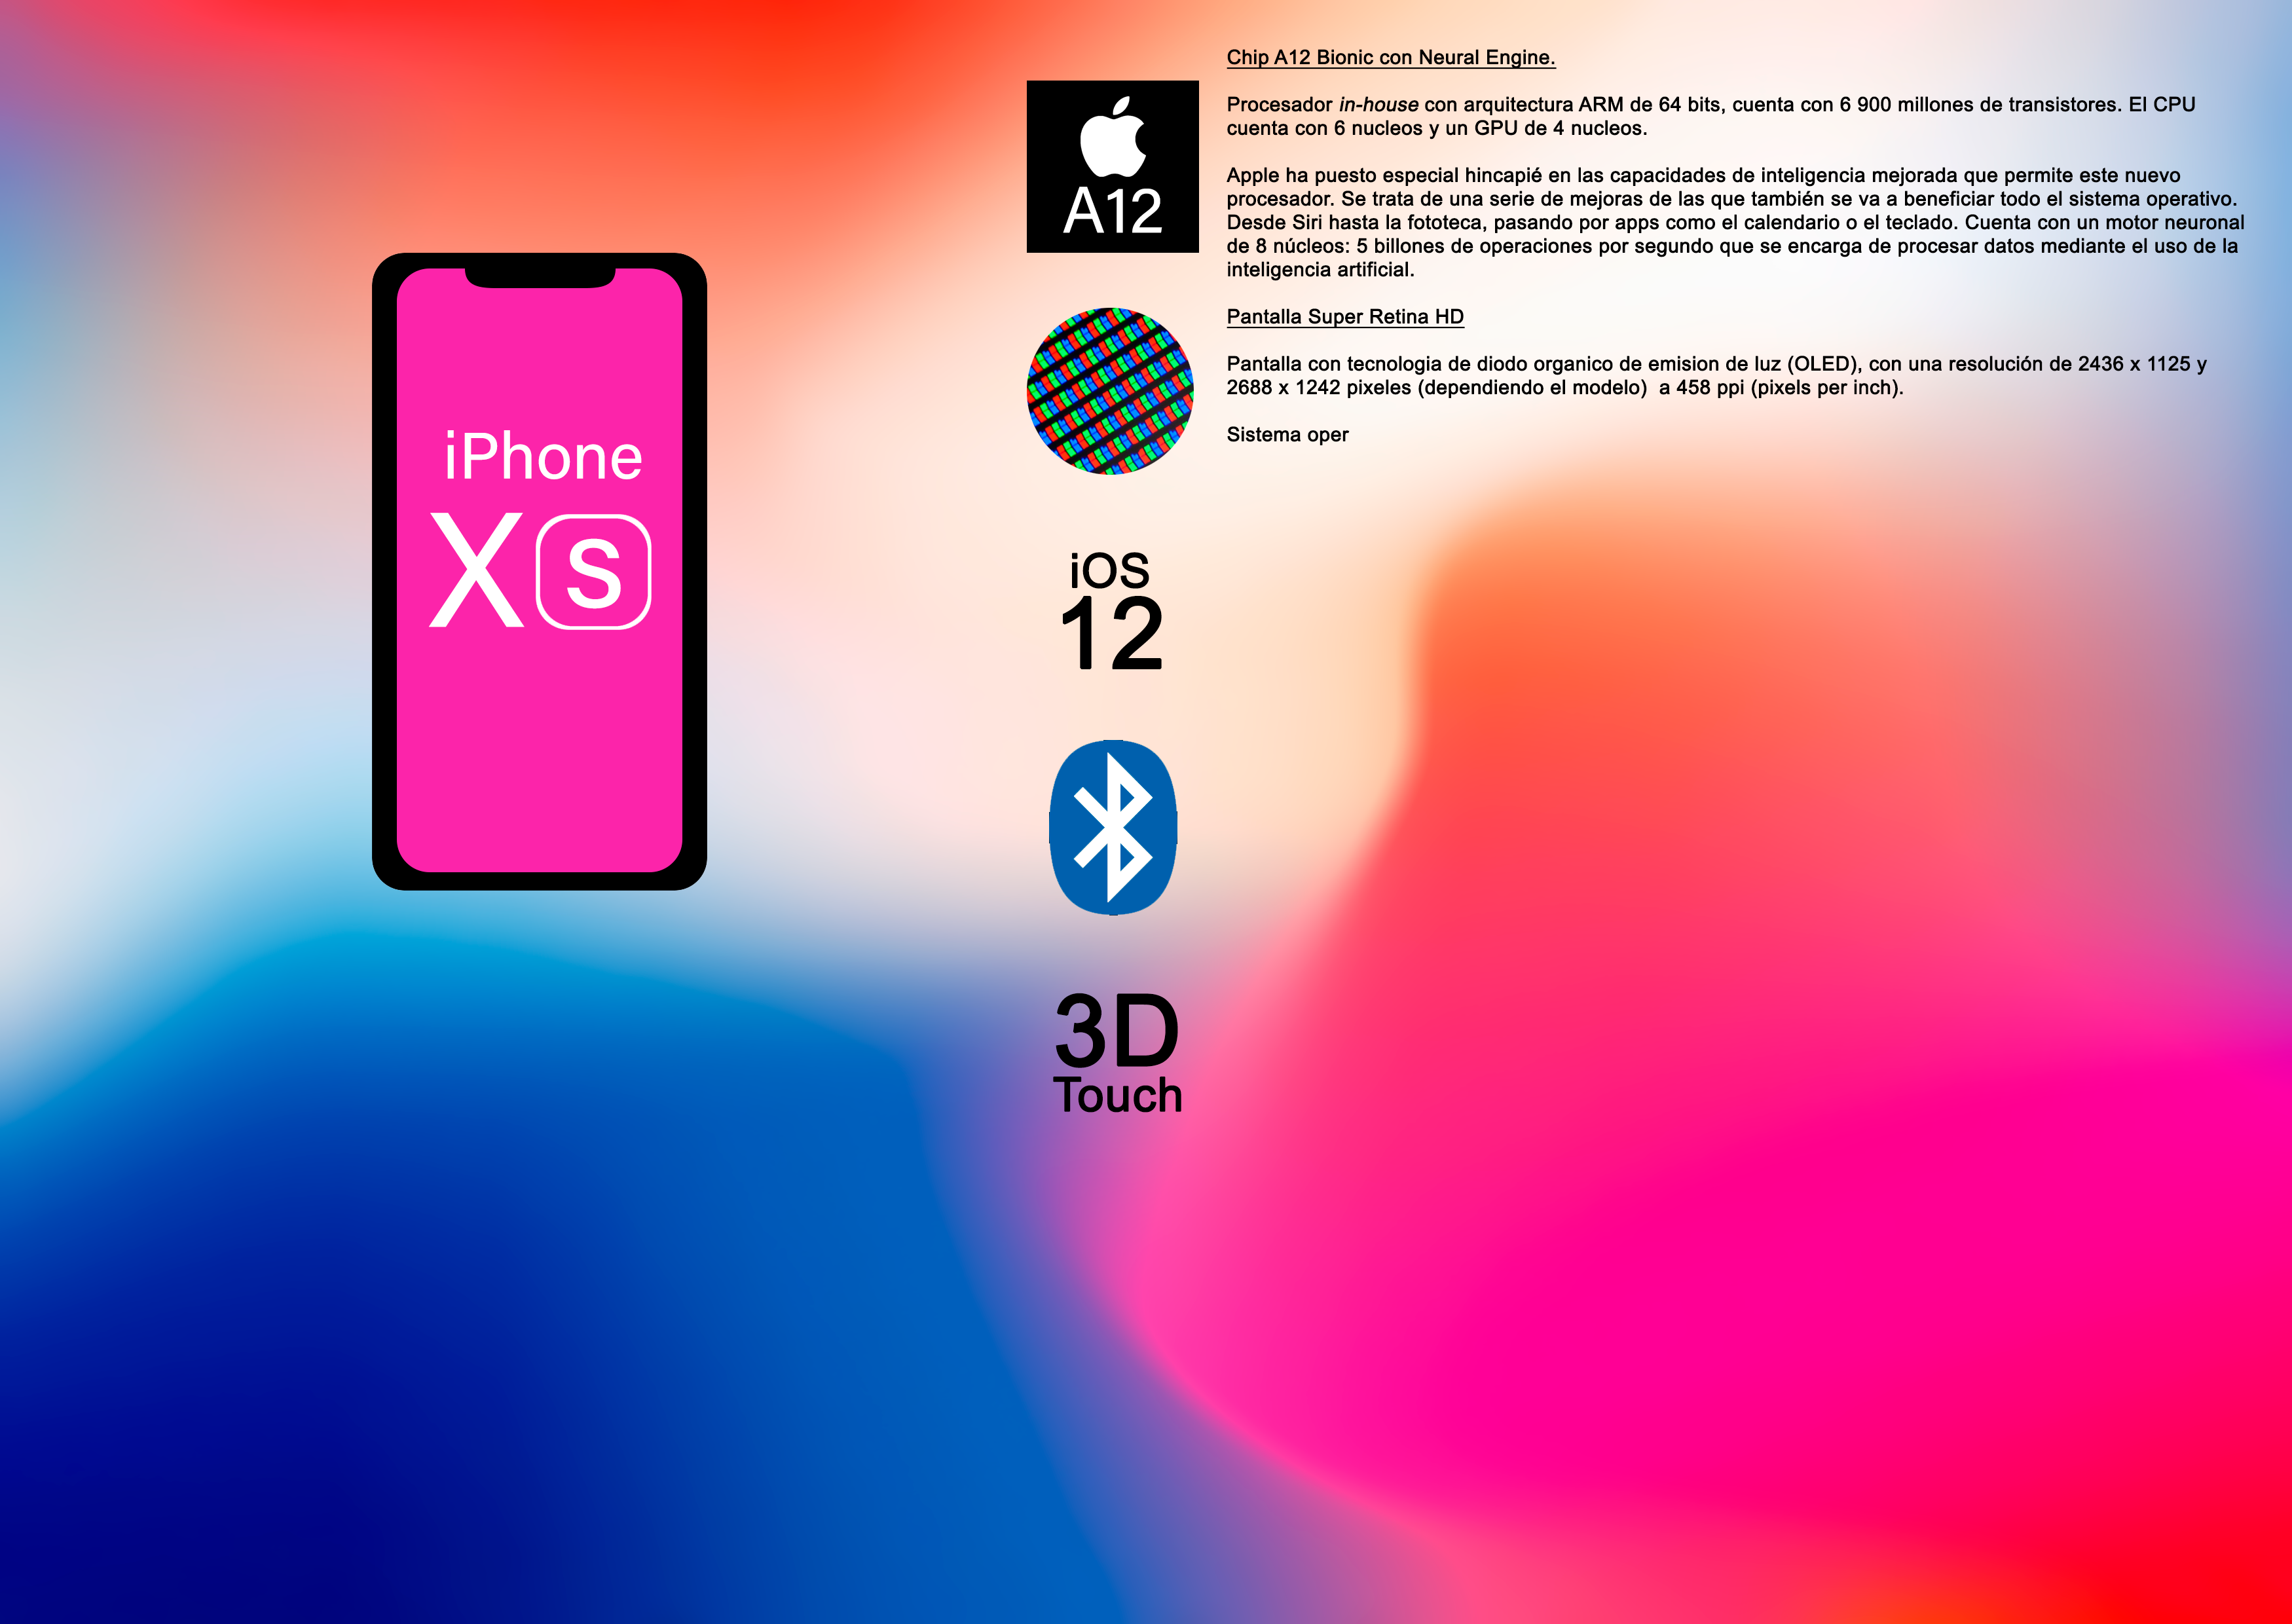 iPhone
XS
A12
Chip A12 Bionic con Neural Engine.
Procesador in-house con arquitectura ARM de 64 bits, cuenta con 6 900 millones de transistores. El CPU
cuenta con 6 nucleos y un GPU de 4 nucleos.
Apple ha puesto especial hincapié en las capacidades de inteligencia mejorada que permite este nuevo
procesador. Se trata de una serie de mejoras de las que también se va a beneficiar todo el sistema operativo.
Desde Siri hasta la fototeca, pasando por apps como el calendario o el teclado. Cuenta con un motor neuronal
de 8 núcleos: 5 billones de operaciones por segundo que se encarga de procesar datos mediante el uso de la
inteligencia artificial.
Pantalla Super Retina HD
Pantalla con tecnologia de diodo organico de emision de luz (OLED), con una resolución de 2436 x 1125 y
2688 x 1242 pixeles (dependiendo el modelo)  a 458 ppi (pixels per inch).
Sistema oper
iOS
12
3D
Touch